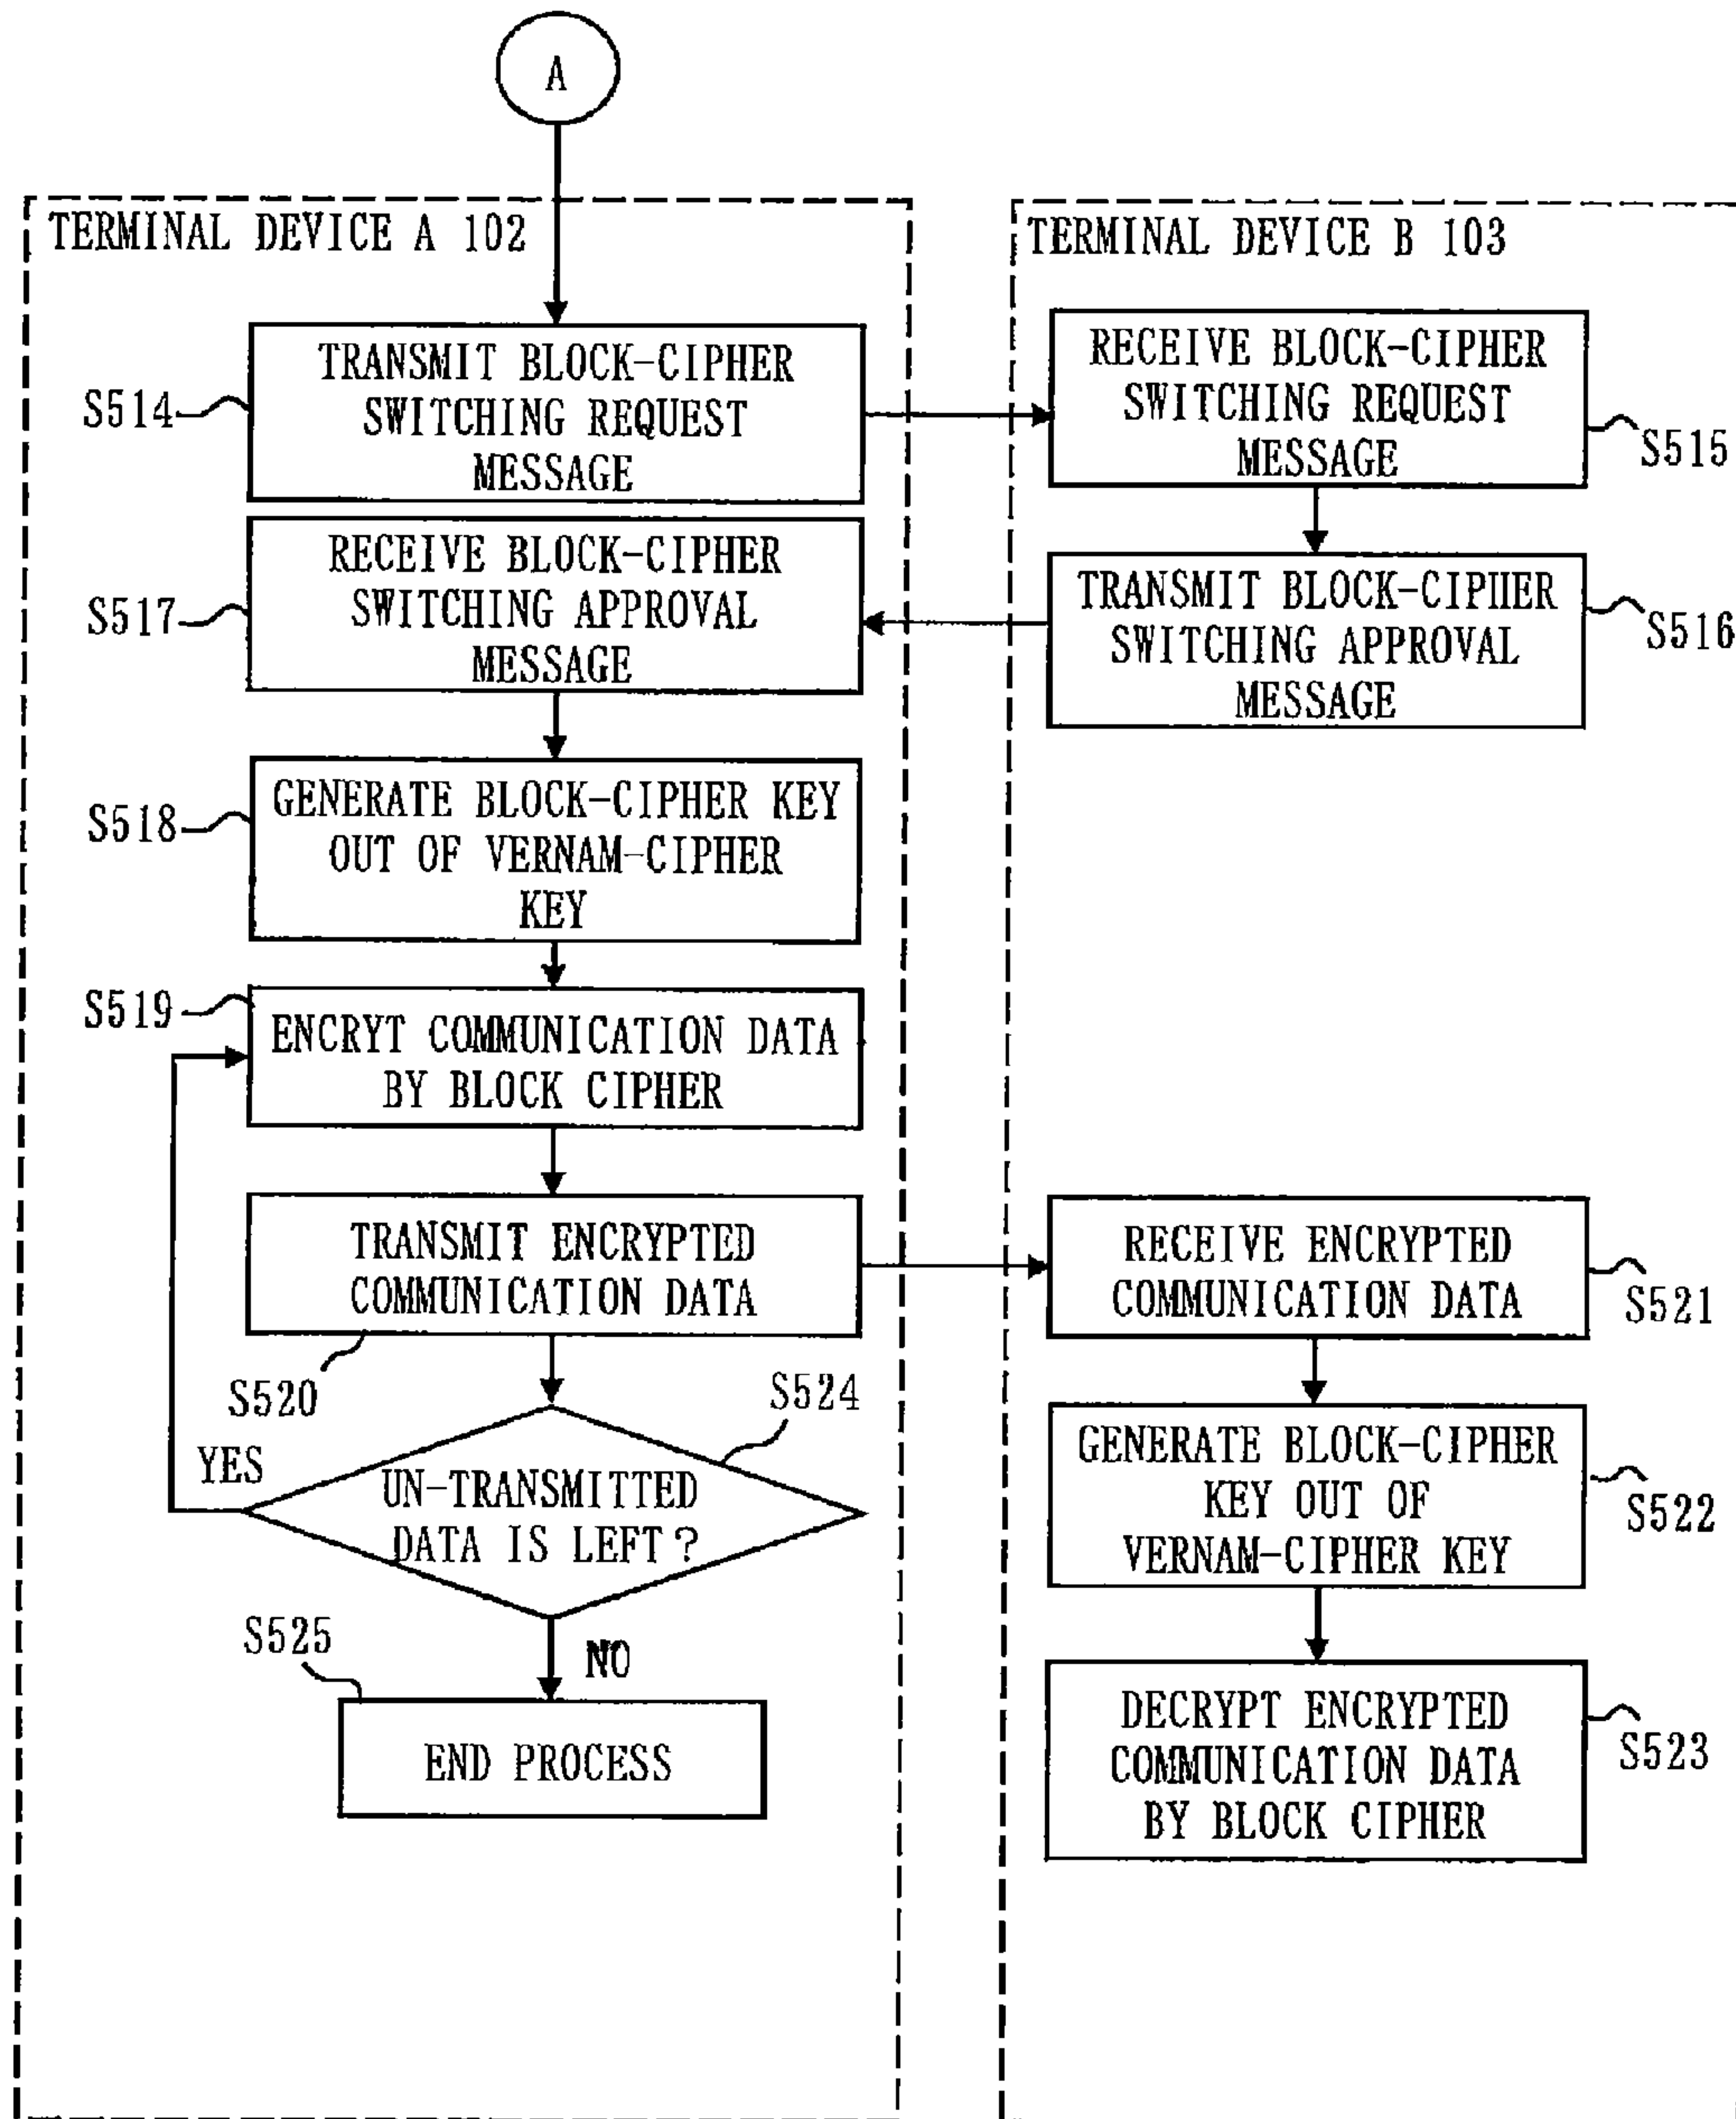 A
TERMINAL DEVICE A 102
TERMINAL DEVICE B 103
S514
TRANSMIT BLOCK-CIPHER
SWITCHING REQUEST
MESSAGE
RECEIVE BLOCK-CIPHER
SWITCHING REQUEST
MESSAGE
S515
S517
RECEIVE BLOCK-CIPHER
SWITCHING APPROVAL
MESSAGE
TRANSMIT BLOCK-CIPHER
SWITCHING APPROVAL
MESSAGE
S516
S518
GENERATE BLOCK-CIPHER KEY
OUT OF VERNAM-CIPHER
KEY
S519
ENCRYT COMMUNICATION DATA
BY BLOCK CIPHER
TRANSMIT ENCRYPTED
COMMUNICATION DATA
S520
RECEIVE ENCRYPTED
COMMUNICATION DATA
S521
S524
YES
UN-TRANSMITTED
DATA IS LEFT?
GENERATE BLOCK-CIPHER
KEY OUT OF
VERNAM-CIPHER KEY
S522
S525
NO
END PROCESS
DECRYPT ENCRYPTED
COMMUNICATION DATA
BY BLOCK CIPHER
S523